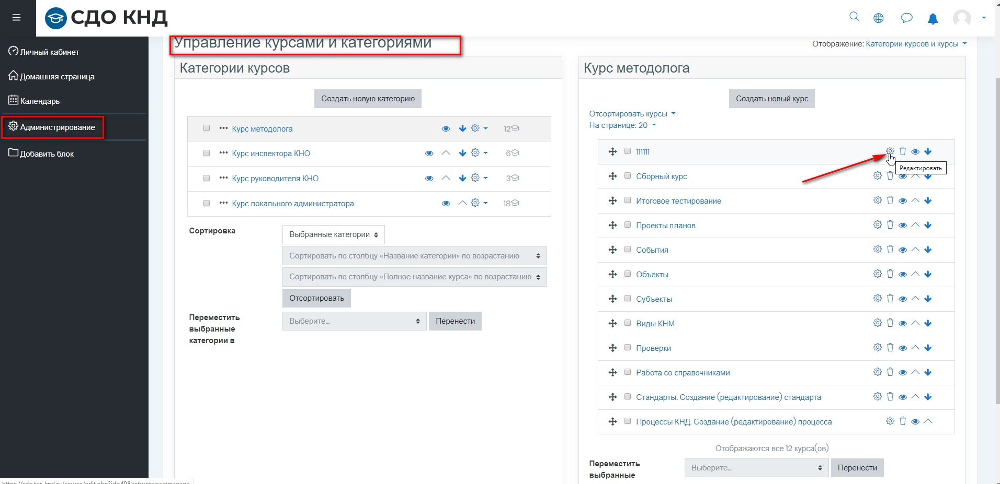 СДО КНД
Личный кабинет
Домашняя страница
Календарь
Администрирование
Добавить блок
Управление курсами и категориями
Отображение: Категории курсов и курсы
Категории курсов
Создать новую категорию
Курс методолога
12
Курс инспектора КНО
6
Курс руководителя КНО
3
Курс локального администратора
18
Сортировка
Выбранные категории
Сортировать по столбцу «Название категории» по возрастанию
Сортировать по столбцу «Полное название курса» по возрастанию
Отсортировать
Переместить
выбранные
категории в
Выберите...
Перенести
Курс методолога
Создать новый курс
Отсортировать курсы
На странице: 20
111111
Редактировать
Сборный курс
Итоговое тестирование
Проекты планов
События
Объекты
Субъекты
Виды КНМ
Проверки
Работа со справочниками
Стандарты. Создание (редактирование) стандарта
Процессы КНД. Создание (редактирование) процесса
Отображаются все 12 курса(ов)
Переместить
выбранные
Выберите...
Перенести